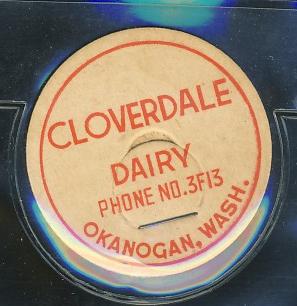 CLOVERDALE
DAIRY
PHONE NO.3F13
OKANOGAN, WASH.